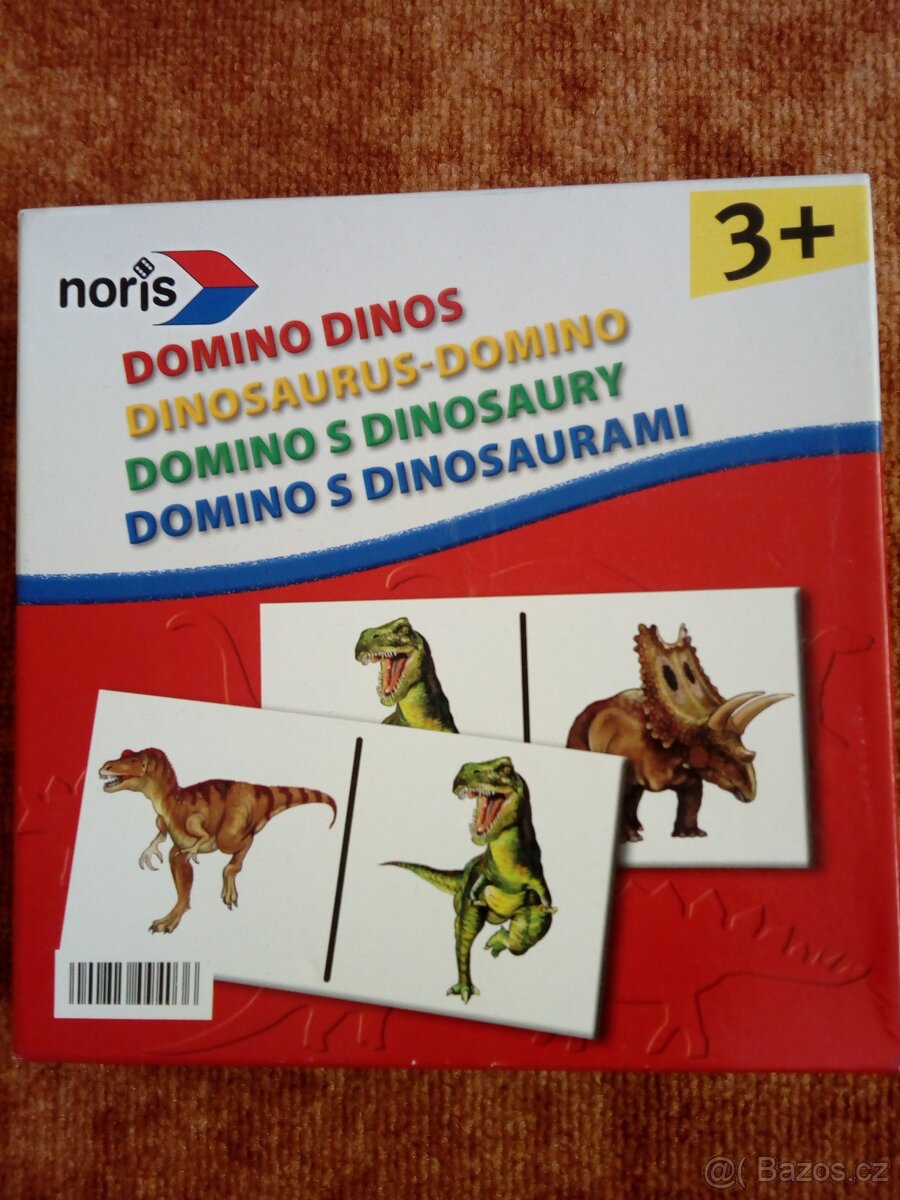 noris
3+
DOMINO DINOS
DINOSAURUS-DOMINO
DOMINO S DINOSAURY
DOMINO S DINOSAURAMI
@( Bazos.cz